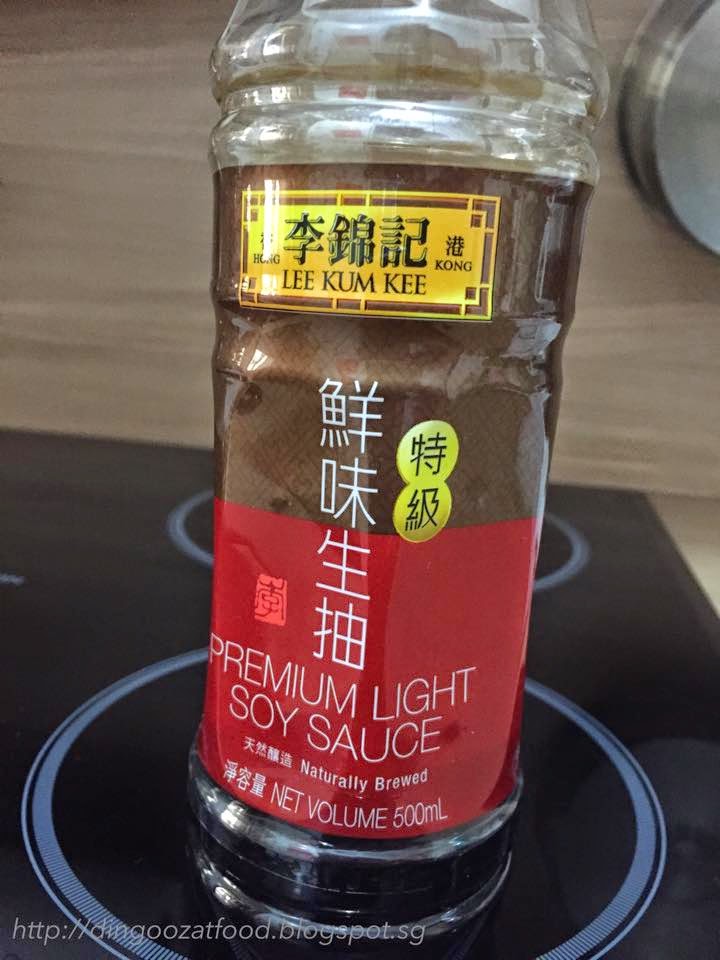 香 李錦記 港
HONG LEE KUM KEE KONG
鮮味生抽
特級
李
PREMIUM LIGHT
SOY SAUCE
天然釀造 Naturally Brewed
淨容量 NET VOLUME 500mL
http://dingoozatfood.blogspot.sg